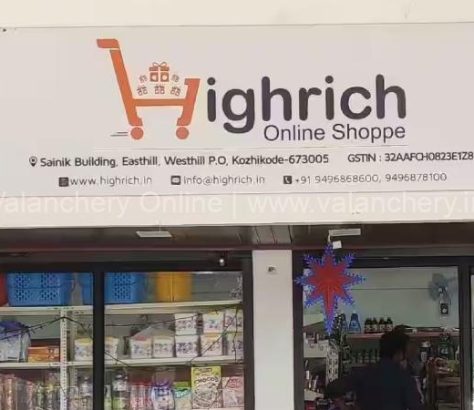 Highrich
Online Shoppe
Sainik Building, Easthill, Westhill P.O, Kozhikode-673005 GSTIN : 32AAFCH0823E1Z8
www.highrich.in info@highrich.in +91 9496868600, 9496878100
Valanchery Online | www.valanchery.i